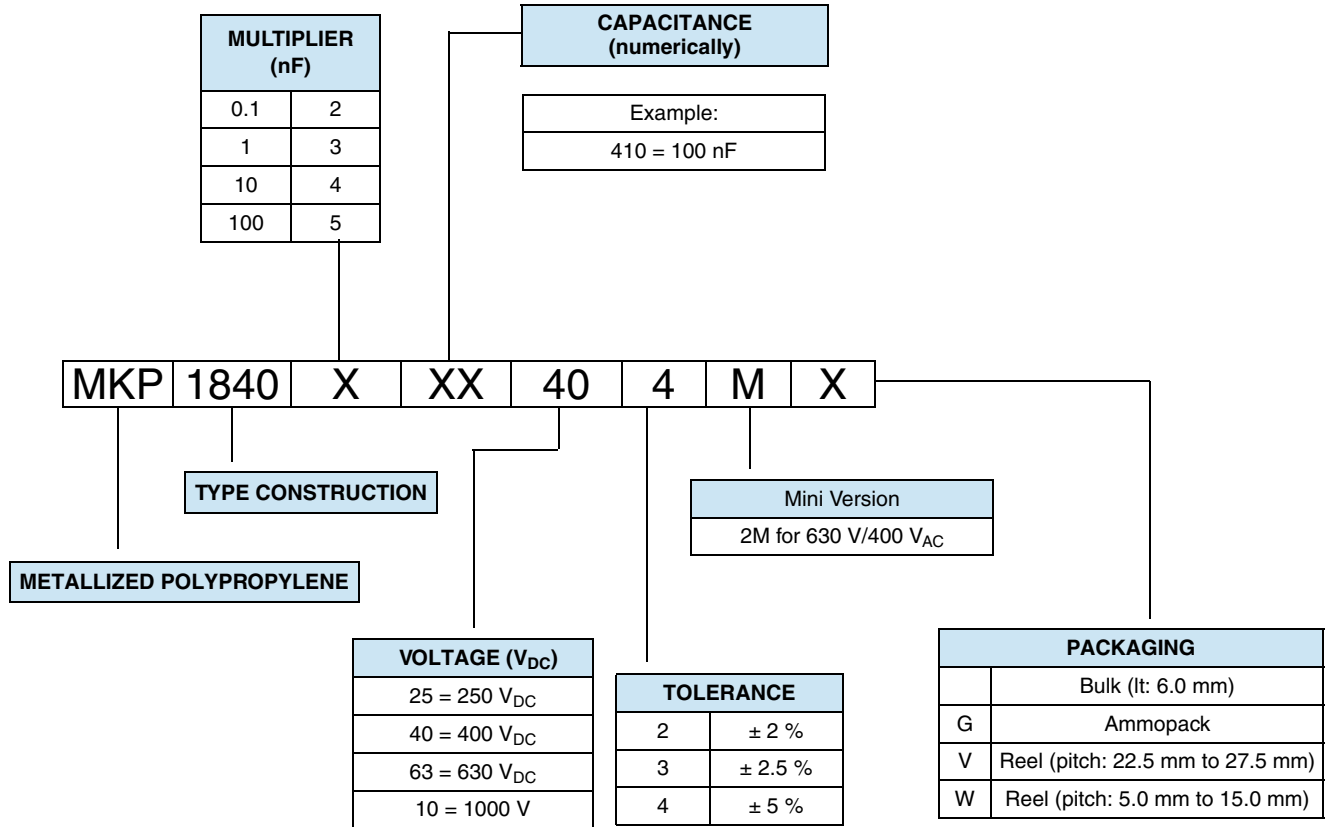 MULTIPLIER
(nF)
0.1 2
1 3
10 4
100 5
CAPACITANCE
(numerically)
Example:
410 = 100 nF
MKP 1840 X XX 40 4 M X
TYPE CONSTRUCTION
METALLIZED POLYPROPYLENE
Mini Version
2M for 630 V/400 VAC
VOLTAGE (VDC)
25 = 250 VDC
40 = 400 VDC
63 = 630 VDC
10 = 1000 V
TOLERANCE
2 ± 2 %
3 ± 2.5 %
4 ± 5 %
PACKAGING
Bulk (lt: 6.0 mm)
G Ammopack
V Reel (pitch: 22.5 mm to 27.5 mm)
W Reel (pitch: 5.0 mm to 15.0 mm)